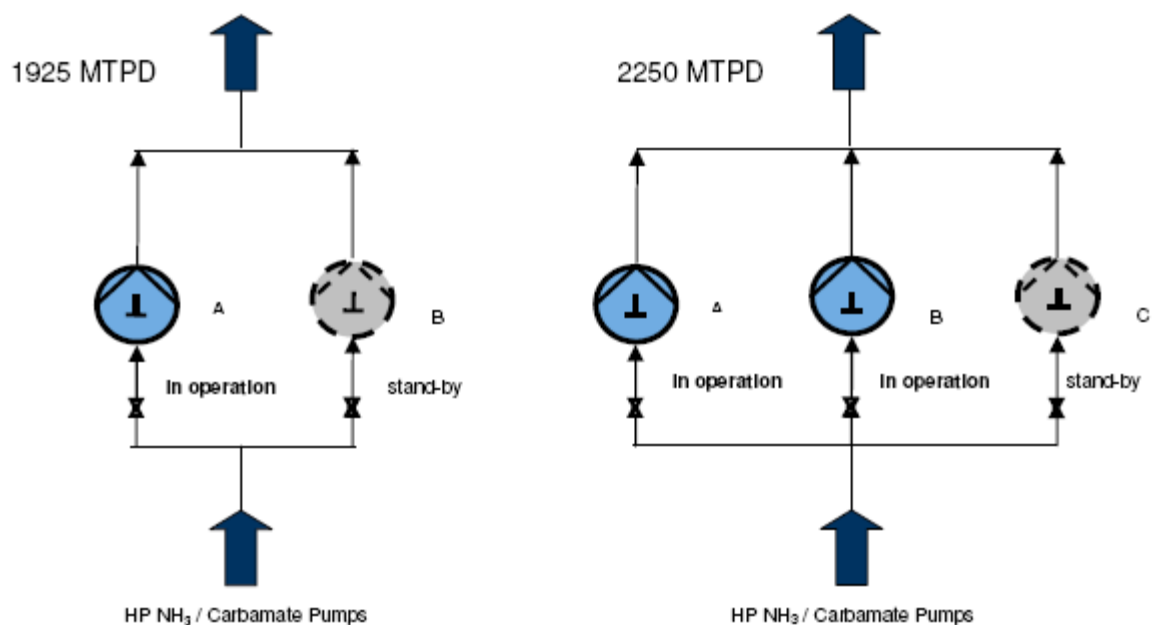 1925 MTPD
A
B
In operation
stand-by
HP NH₃ / Carbamate Pumps
2250 MTPD
A
B
C
In operation
In operation
stand-by
HP NH₃ / Carbamate Pumps